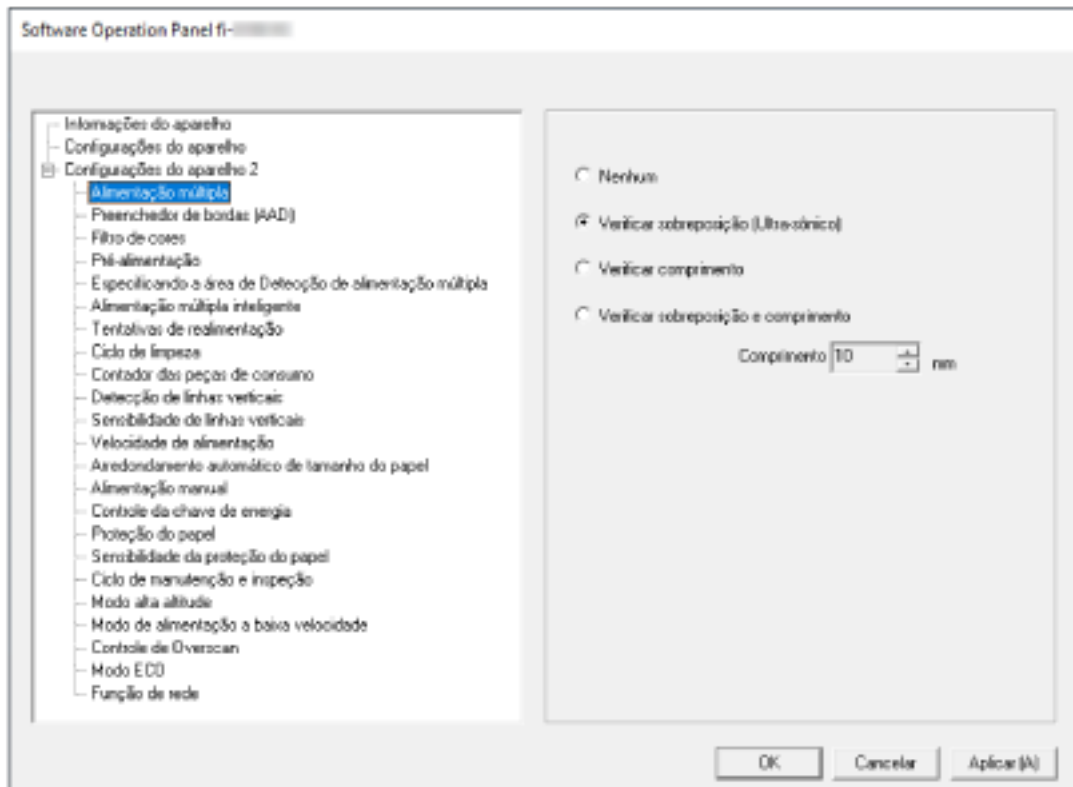 Software Operation Panel fi-
Informações do aparelho
Configurações do aparelho
Configurações do aparelho 2
Alimentação múltipla
Preenchedor de bordas (AAD)
Filtro de cores
Pré-alimentação
Especificando a área de Detecção de alimentação múltipla
Alimentação múltipla inteligente
Tentativas de realimentação
Ciclo de limpeza
Contador das peças de consumo
Detecção de linhas verticais
Sensibilidade de linhas verticais
Velocidade de alimentação
Arredondamento automático de tamanho do papel
Alimentação manual
Controle da chave de energia
Proteção do papel
Sensibilidade da proteção do papel
Ciclo de manutenção e inspeção
Modo alta altitude
Modo de alimentação a baixa velocidade
Controle de Overscan
Modo ECO
Função de rede
Nenhum
Verificar sobreposição (Ultra-sônico)
Verificar comprimento
Verificar sobreposição e comprimento
Comprimento 10 mm
OK Cancelar Aplicar(A)